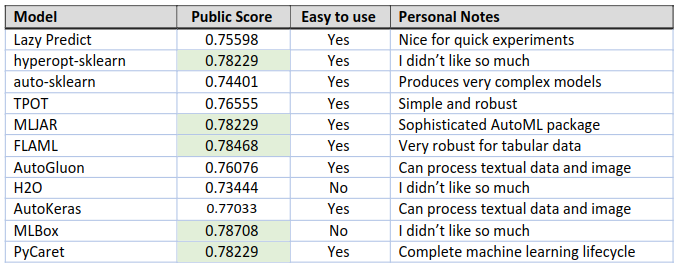 Model Public Score Easy to use Personal Notes
Lazy Predict 0.75598 Yes Nice for quick experiments
hyperopt-sklearn 0.78229 Yes I didn't like so much
auto-sklearn 0.74401 Yes Produces very complex models
TPOT 0.76555 Yes Simple and robust
MLJAR 0.78229 Yes Sophisticated AutoML package
FLAML 0.78468 Yes Very robust for tabular data
AutoGluon 0.76076 Yes Can process textual data and image
H2O 0.73444 No I didn't like so much
AutoKeras 0.77033 Yes Can process textual data and image
MLBox 0.78708 No I didn't like so much
PyCaret 0.78229 Yes Complete machine learning lifecycle